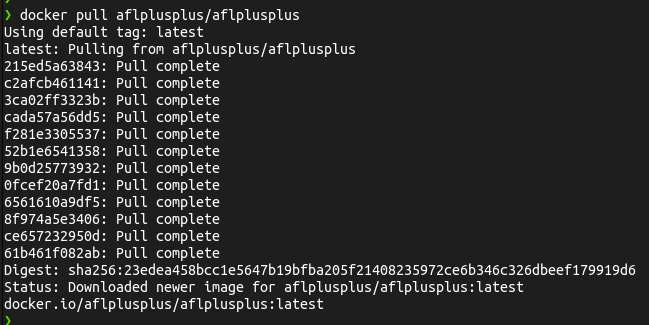 ❯ docker pull aflplusplus/aflplusplus
Using default tag: latest
latest: Pulling from aflplusplus/aflplusplus
215ed5a63843: Pull complete
c2afcb461141: Pull complete
3ca02ff3323b: Pull complete
cada57a56dd5: Pull complete
f281e3305537: Pull complete
52b1e6541358: Pull complete
9b0d25773932: Pull complete
0fcef20a7fd1: Pull complete
6561610a9df5: Pull complete
8f974a5e3406: Pull complete
ce657232950d: Pull complete
61b461f082ab: Pull complete
Digest: sha256:23edea458bcc1e5647b19bfba205f21408235972ce6b346c326dbeef179919d6
Status: Downloaded newer image for aflplusplus/aflplusplus:latest
docker.io/aflplusplus/aflplusplus:latest
❯